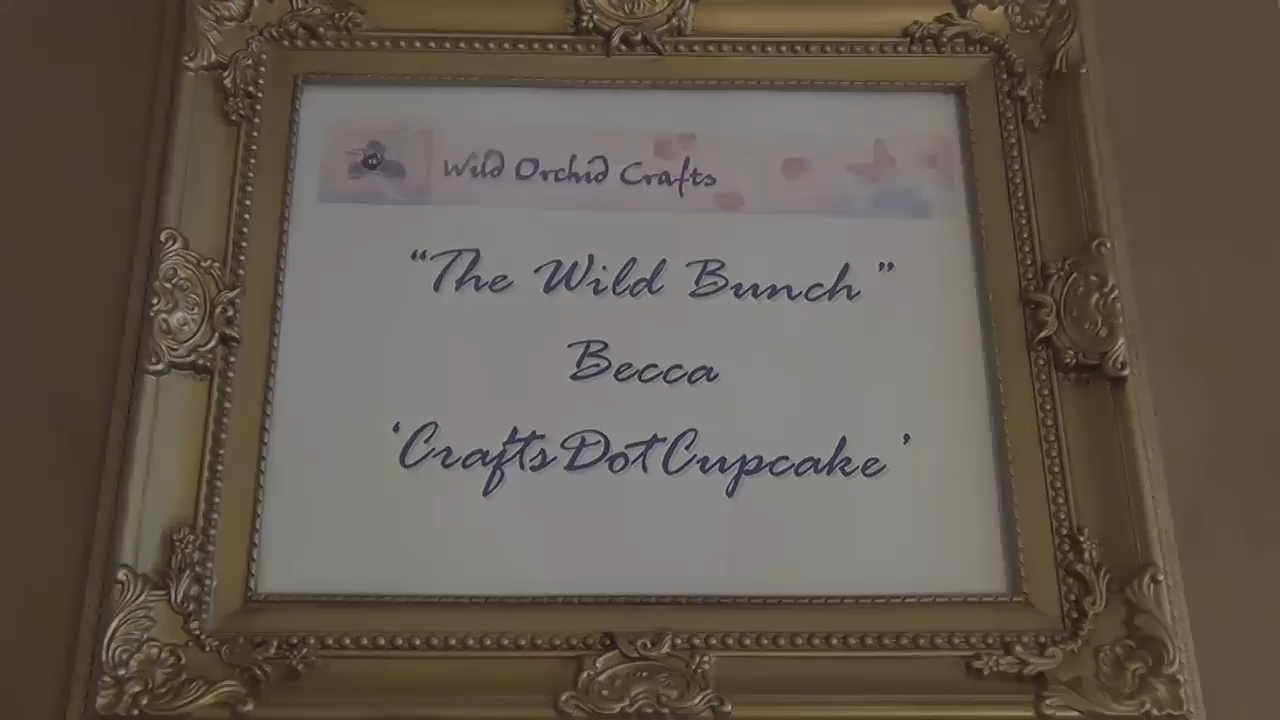 Wild Orchid Crafts
“The Wild Bunch”
Becca
‘CraftsDotCupcake’